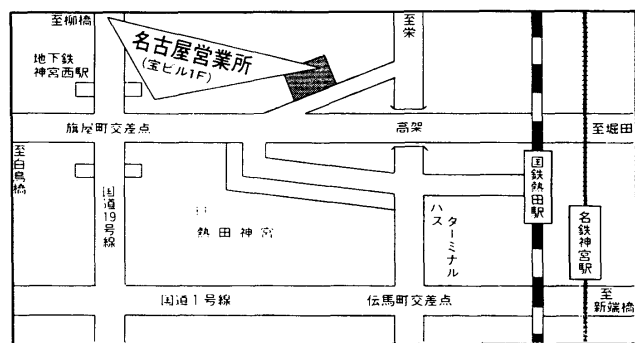 至柳橋
名古屋営業所
(宝ビル1F)
至栄
地下鉄
神宮西駅
旗屋町交差点
高架
至堀田
至白鳥橋
国道19号線
国鉄熱田駅
名鉄神宮駅
バスターミナル
熱田神宮
国道1号線
伝馬町交差点
至新端橋